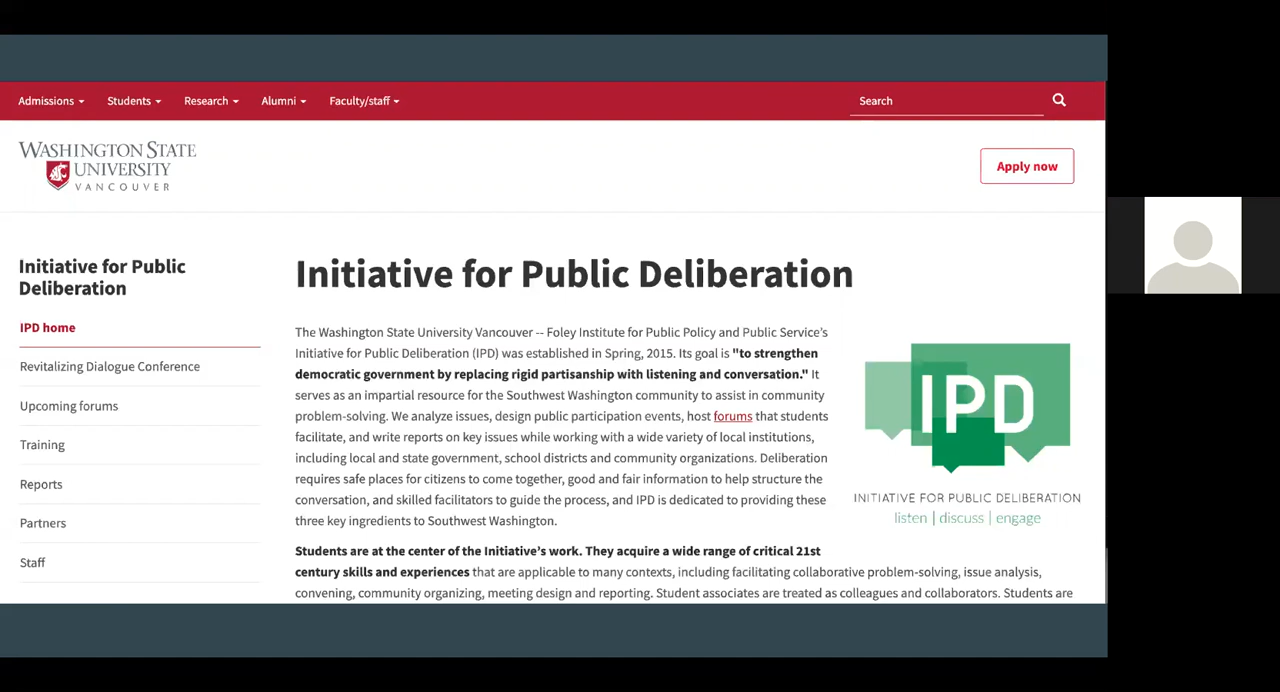 Admissions Students Research Alumni Faculty/staff Search
WASHINGTON STATE
UNIVERSITY
VANCOUVER
Apply now
Initiative for Public
Deliberation
IPD home
Revitalizing Dialogue Conference
Upcoming forums
Training
Reports
Partners
Staff
Initiative for Public Deliberation
The Washington State University Vancouver -- Foley Institute for Public Policy and Public Service's
Initiative for Public Deliberation (IPD) was established in Spring, 2015. Its goal is "to strengthen
democratic government by replacing rigid partisanship with listening and conversation." It
serves as an impartial resource for the Southwest Washington community to assist in community
problem-solving. We analyze issues, design public participation events, host forums that students
facilitate, and write reports on key issues while working with a wide variety of local institutions,
including local and state government, school districts and community organizations. Deliberation
requires safe places for citizens to come together, good and fair information to help structure the
conversation, and skilled facilitators to guide the process, and IPD is dedicated to providing these
three key ingredients to Southwest Washington.
IPD
INITIATIVE FOR PUBLIC DELIBERATION
listen | discuss | engage
Students are at the center of the Initiative's work. They acquire a wide range of critical 21st
century skills and experiences that are applicable to many contexts, including facilitating collaborative problem-solving, issue analysis,
convening, community organizing, meeting design and reporting. Student associates are treated as colleagues and collaborators. Students are